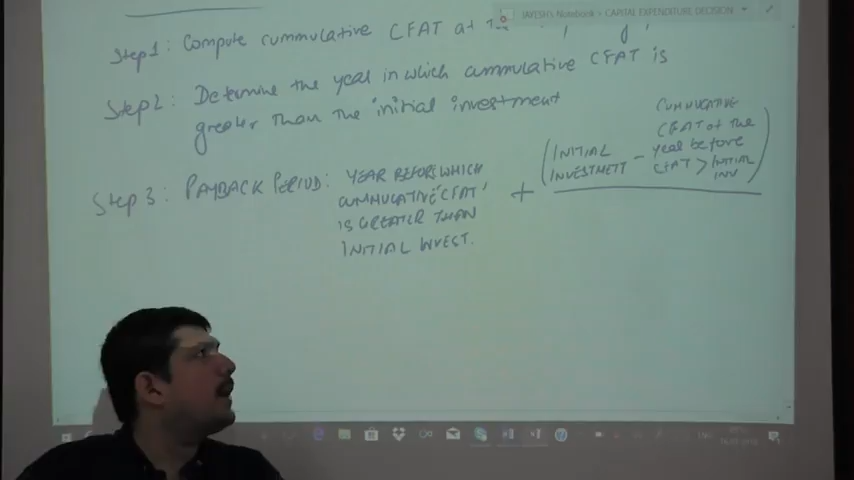 JAYESH's Notebook > CAPITAL EXPENDITURE DECISION
Step 1: Compute cummulative CFAT at
Step 2: Determine the year in which cummulative CFAT is
greater than the initial investment
Step 3: PAYBACK PERIOD: YEAR BEFORE WHICH
CUMMULATIVE 'CFAT'
IS GREATER THAN
INITIAL INVEST.
+
(INITIAL
INVESTMETT -
CUMMULATIVE
CFAT of the
year before
CFAT > INITIAL
INV)
ENG